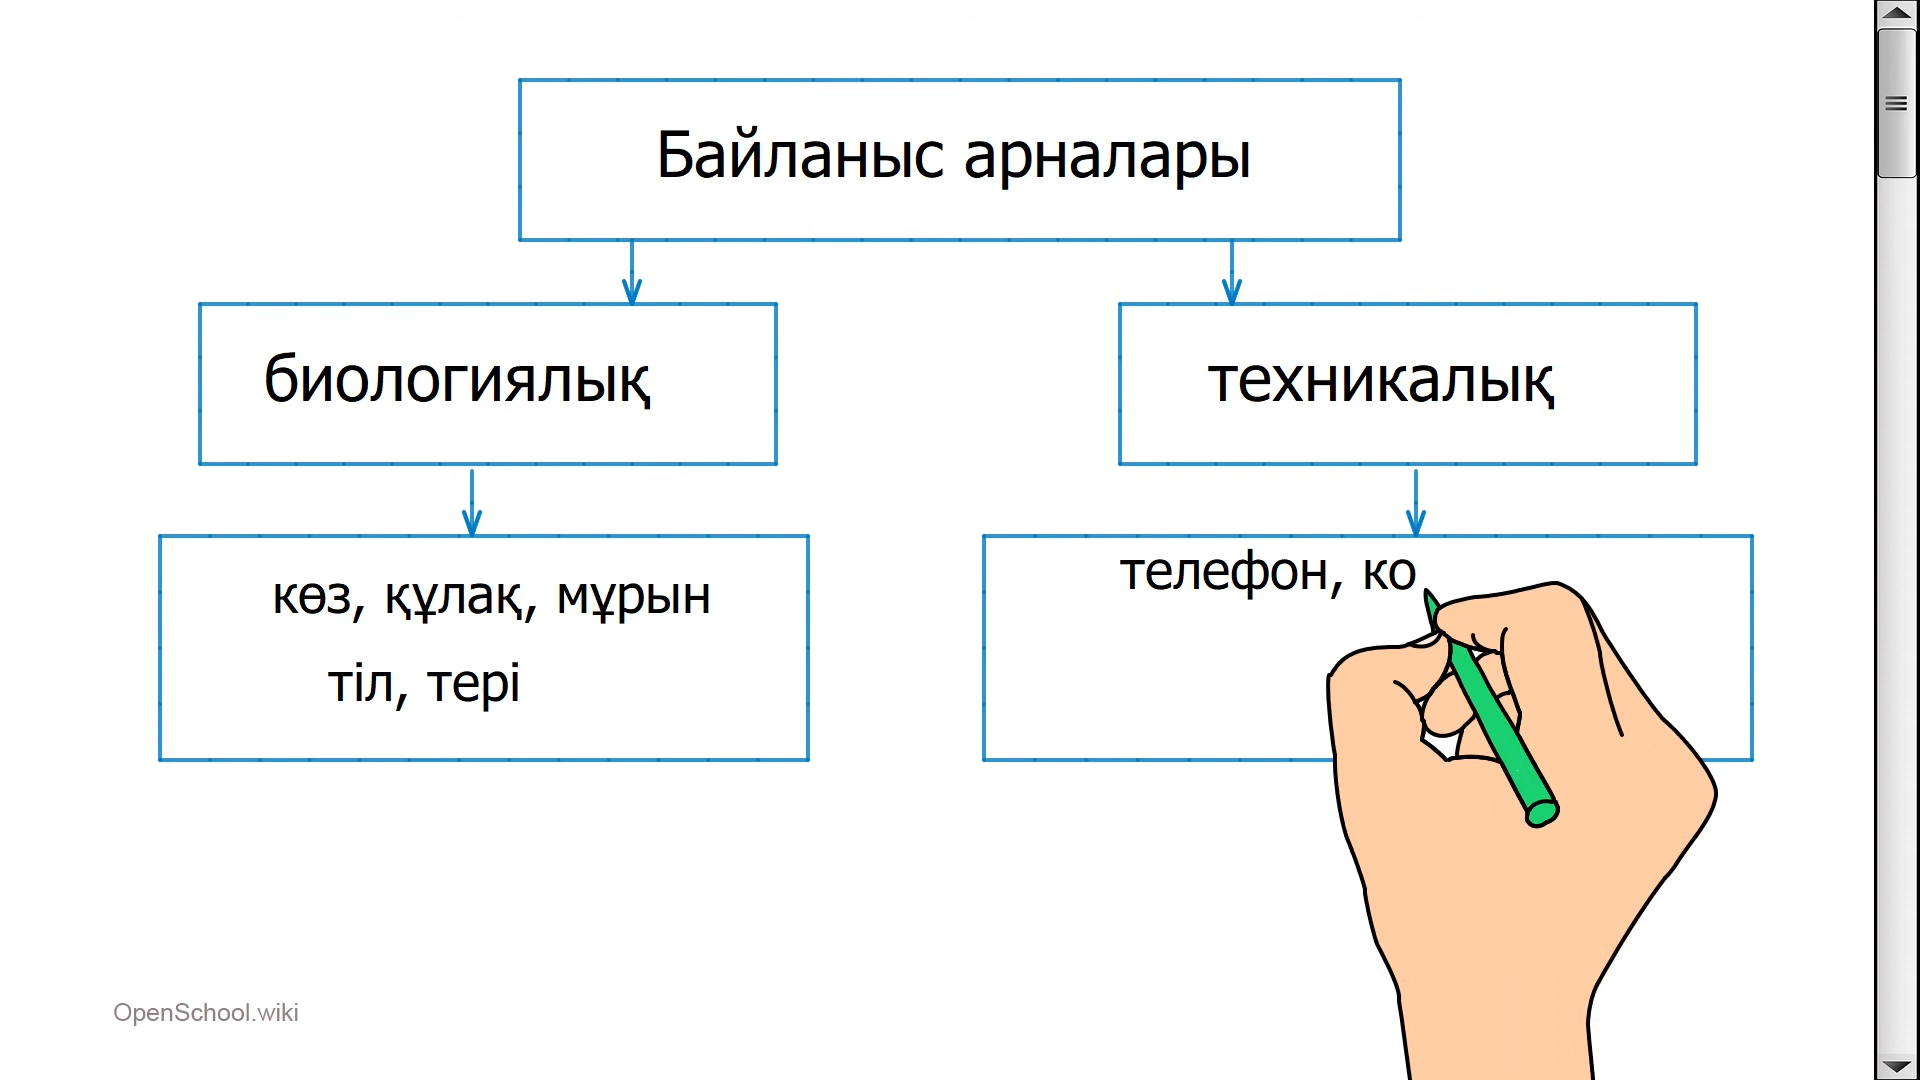 Байланыс арналары
биологиялық
техникалық
көз, құлақ, мұрын
тіл, тері
телефон, ко
OpenSchool.wiki